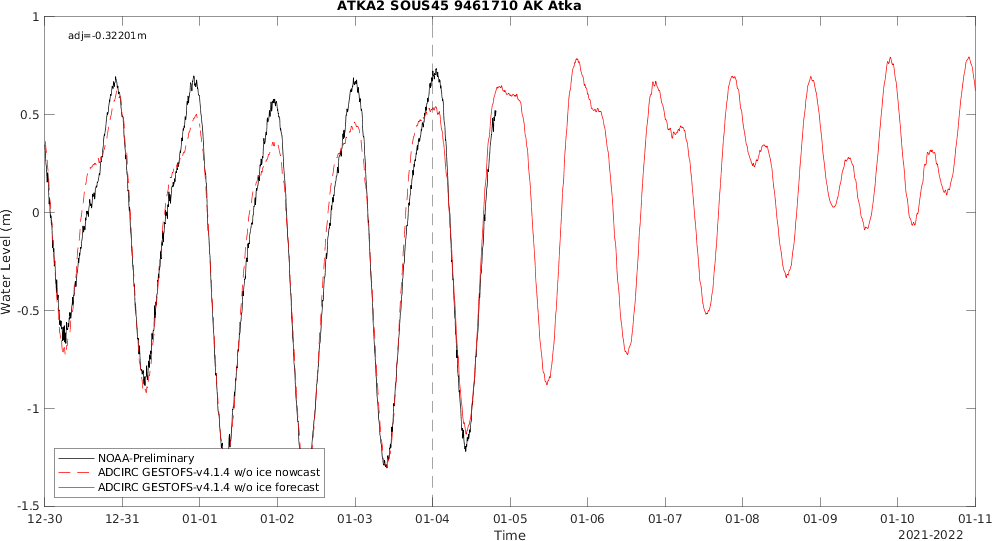 ATKA2 SOUS45 9461710 AK Atka
adj=-0.32201m
1
0.5
0
-0.5
-1
-1.5
Water Level (m)
NOAA-Preliminary
ADCIRC GESTOFS-v4.1.4 w/o ice nowcast
ADCIRC GESTOFS-v4.1.4 w/o ice forecast
12-30 12-31 01-01 01-02 01-03 01-04 01-05 01-06 01-07 01-08 01-09 01-10 01-11
Time
2021-2022